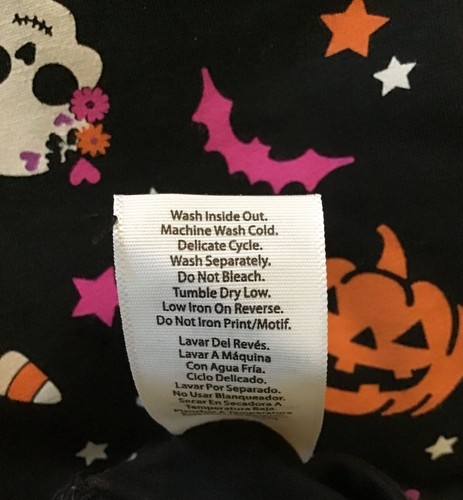 Wash Inside Out.
Machine Wash Cold.
Delicate Cycle.
Wash Separately.
Do Not Bleach.
Tumble Dry Low.
Low Iron On Reverse.
Do Not Iron Print/Motif.
Lavar Del Revés.
Lavar A Máquina
Con Agua Fría.
Ciclo Delicado.
Lavar Por Separado.
No Usar Blanqueador.
Secar En Secadora A
Temperatura Baja.
Planchar A Temperatura